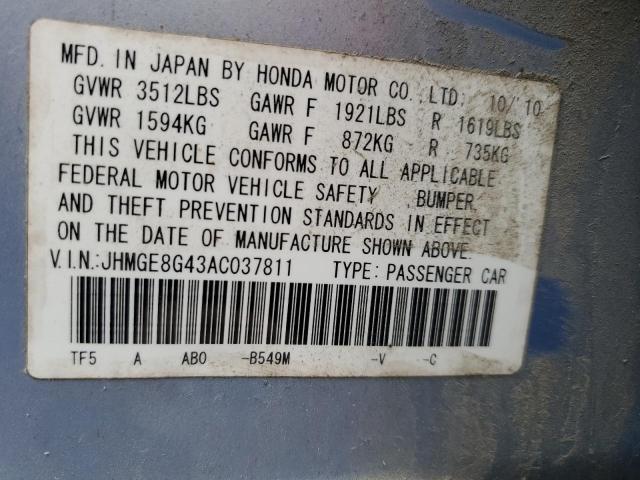 MFD. IN JAPAN BY HONDA MOTOR CO., LTD. 10/'10
GVWR 3512LBS GAWR F 1921LBS R 1619LBS
GVWR 1594KG GAWR F 872KG R 735KG
THIS VEHICLE CONFORMS TO ALL APPLICABLE
FEDERAL MOTOR VEHICLE SAFETY, BUMPER,
AND THEFT PREVENTION STANDARDS IN EFFECT
ON THE DATE OF MANUFACTURE SHOWN ABOVE.
V.I.N.:JHMGE8G43AC037811 TYPE: PASSENGER CAR
TF5 A AB0 -B549M -V -C